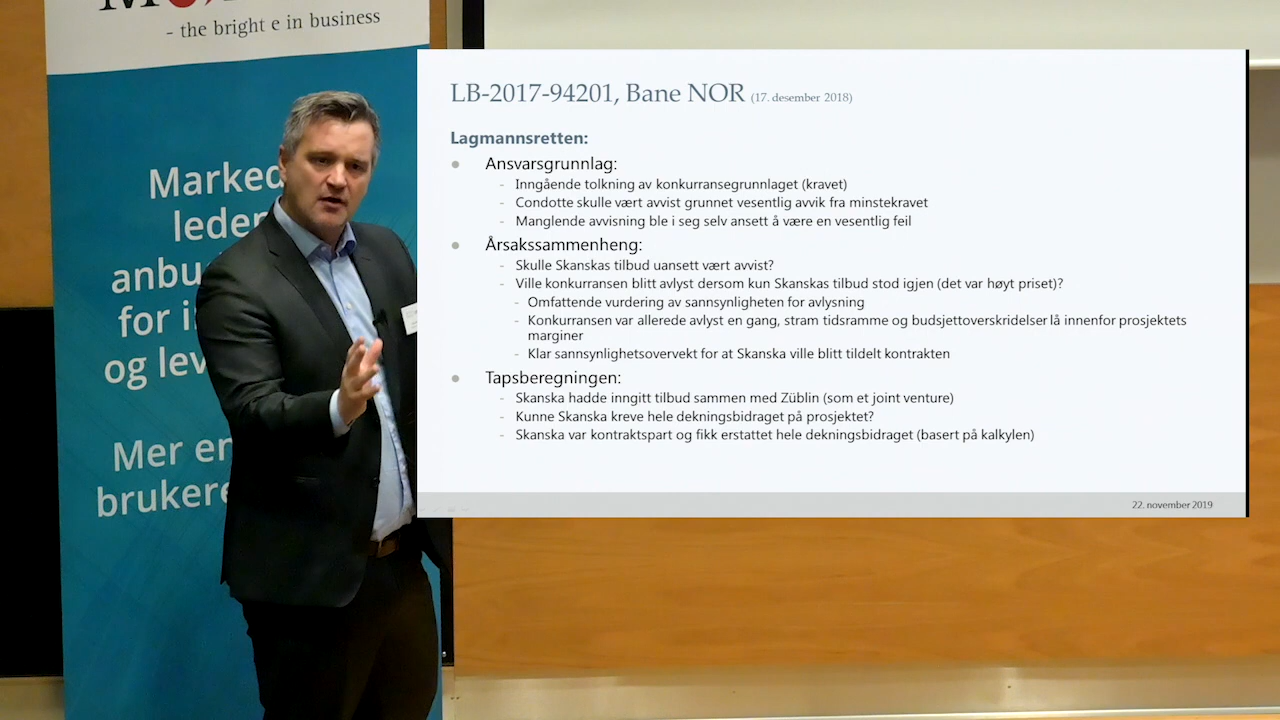 - the bright e in business
Marked
leder
anbu
for i
og lev
Mer en
brukere
LB-2017-94201, Bane NOR (17. desember 2018)
Lagmannsretten:
● Ansvarsgrunnlag:
- Inngående tolkning av konkurransegrunnlaget (kravet)
- Condotte skulle vært avvist grunnet vesentlig avvik fra minstekravet
- Manglende avvisning ble i seg selv ansett å være en vesentlig feil
● Årsakssammenheng:
- Skulle Skanskas tilbud uansett vært avvist?
- Ville konkurransen blitt avlyst dersom kun Skanskas tilbud stod igjen (det var høyt priset)?
- Omfattende vurdering av sannsynligheten for avlysning
- Konkurransen var allerede avlyst en gang, stram tidsramme og budsjettoverskridelser lå innenfor prosjektets
marginer
- Klar sannsynlighetsovervekt for at Skanska ville blitt tildelt kontrakten
● Tapsberegningen:
- Skanska hadde inngitt tilbud sammen med Züblin (som et joint venture)
- Kunne Skanska kreve hele dekningsbidraget på prosjektet?
- Skanska var kontraktspart og fikk erstattet hele dekningsbidraget (basert på kalkylen)
22. november 2019